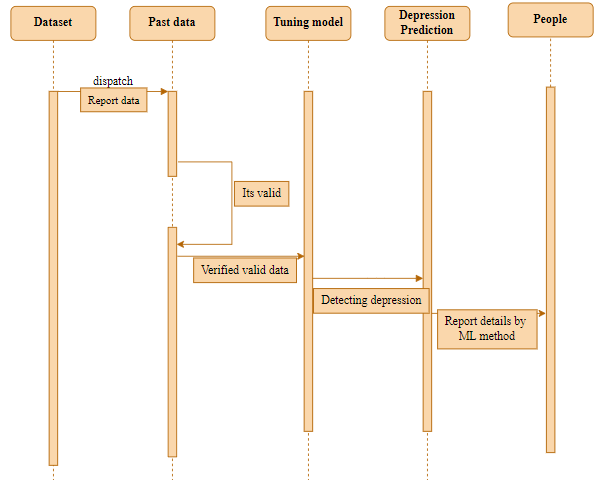 Dataset
Past data
Tuning model
Depression
Prediction
People
dispatch
Report data
Its valid
Verified valid data
Detecting depression
Report details by
ML method